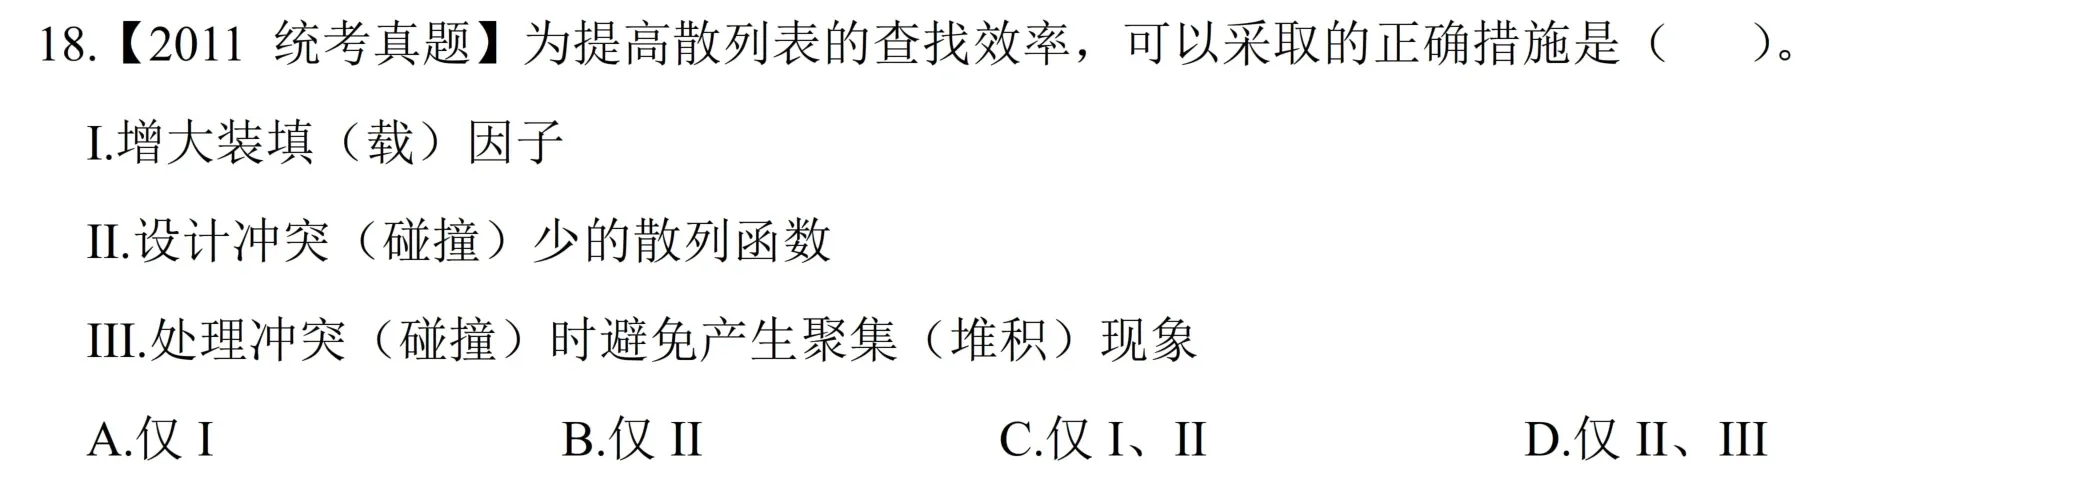 18.【2011 统考真题】为提高散列表的查找效率，可以采取的正确措施是（ ）。
I.增大装填（载）因子
II.设计冲突（碰撞）少的散列函数
III.处理冲突（碰撞）时避免产生聚集（堆积）现象
A.仅 I B.仅 II C.仅 I、II D.仅 II、III